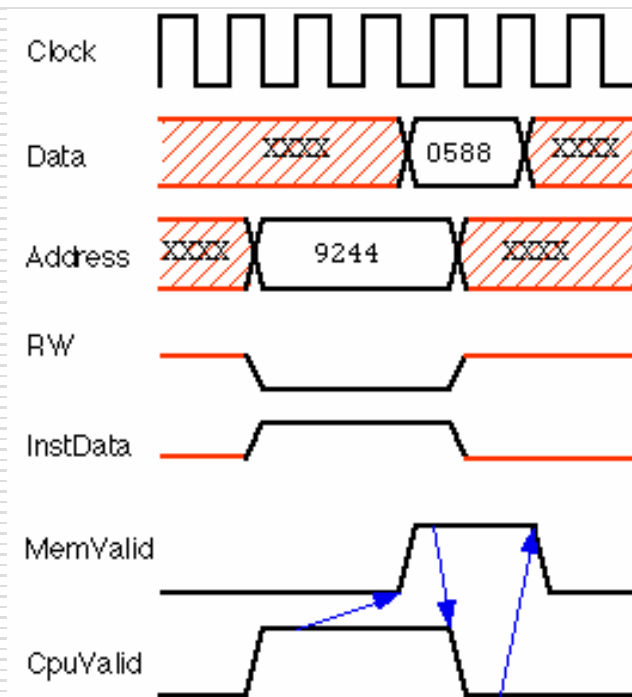 Clock
Data XXXX 0588 XXXX
Address XXXX 9244 XXXX
RW
InstData
MemValid
CpuValid